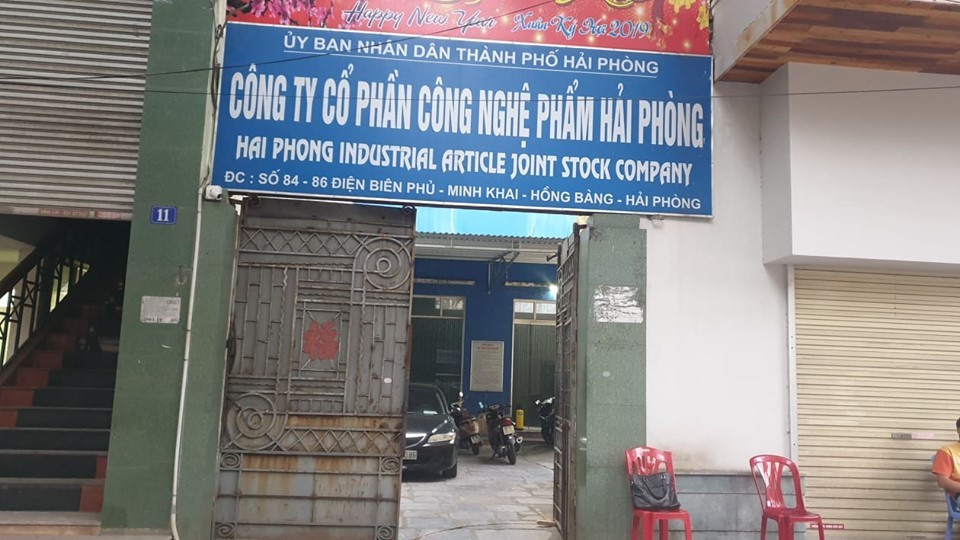 Happy New Year
Xuân Kỷ Hợi 2019
ỦY BAN NHÂN DÂN THÀNH PHỐ HẢI PHÒNG
CÔNG TY CỔ PHẦN CÔNG NGHỆ PHẨM HẢI PHÒNG
HAI PHONG INDUSTRIAL ARTICLE JOINT STOCK COMPANY
ĐC : SỐ 84 - 86 ĐIỆN BIÊN PHỦ - MINH KHAI - HỒNG BÀNG - HẢI PHÒNG
11